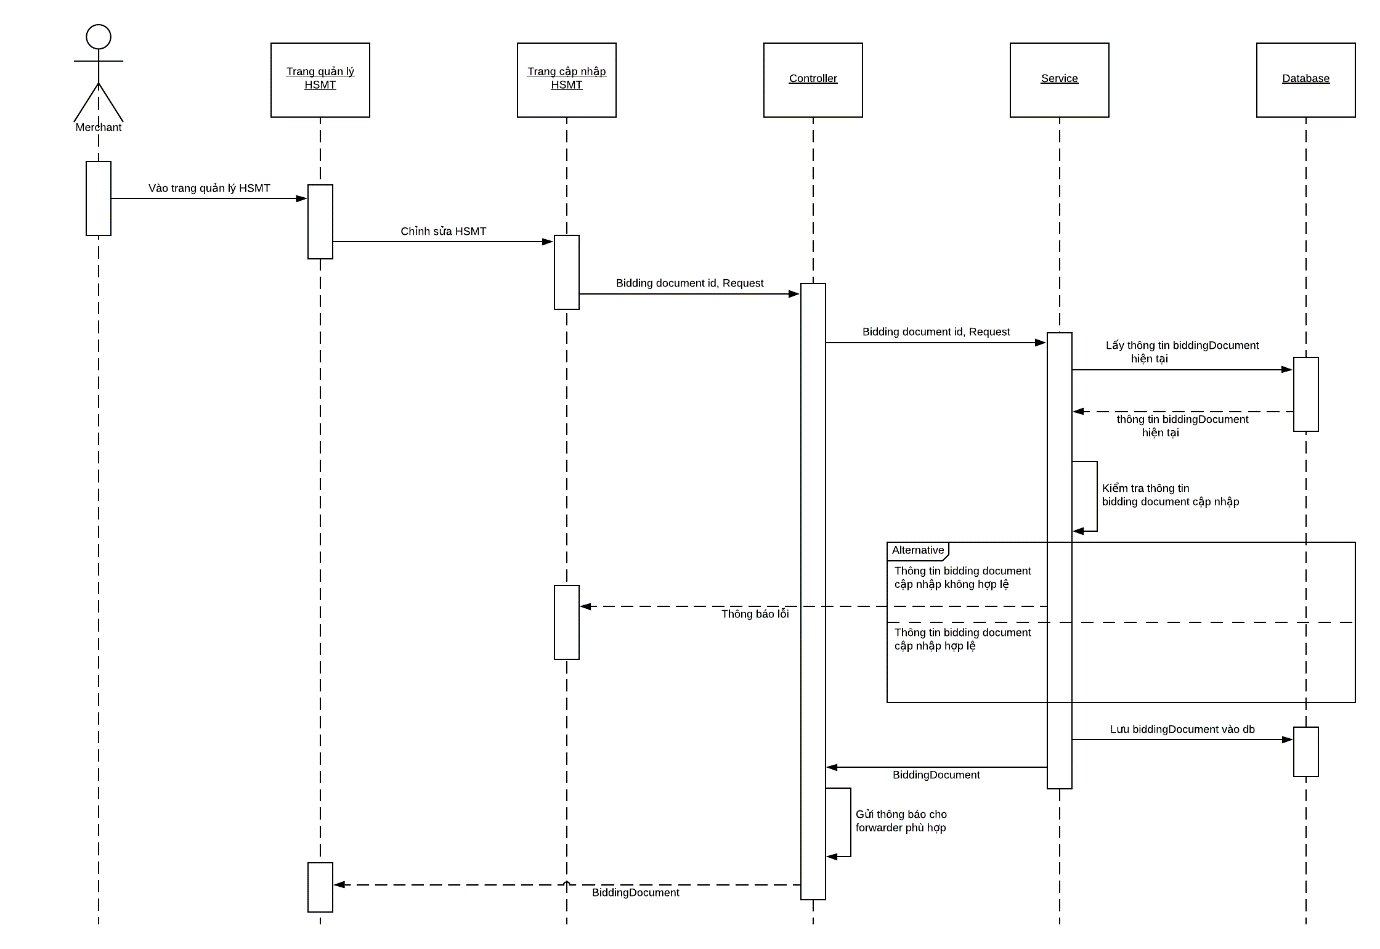 Merchant
Trang quản lý
HSMT
Trang cập nhập
HSMT
Controller
Service
Database
Vào trang quản lý HSMT
Chỉnh sửa HSMT
Bidding document id, Request
Bidding document id, Request
Lấy thông tin biddingDocument
hiện tại
thông tin biddingDocument
hiện tại
Kiểm tra thông tin
bidding document cập nhập
Alternative
Thông tin bidding document
cập nhập không hợp lệ
Thông báo lỗi
Thông tin bidding document
cập nhập hợp lệ
Lưu biddingDocument vào db
BiddingDocument
Gửi thông báo cho
forwarder phù hợp
BiddingDocument